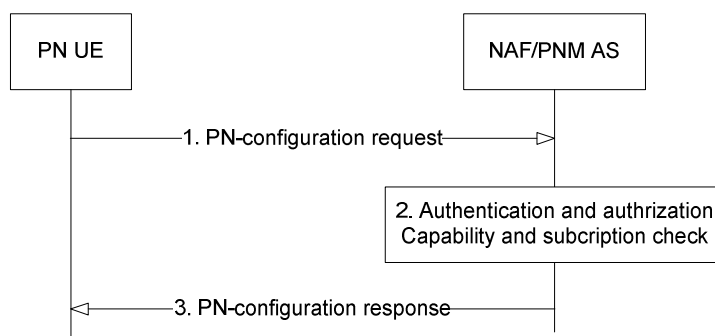 PN UE
NAF/PNM AS
1. PN-configuration request
2. Authentication and authrization
Capability and subcription check
3. PN-configuration response